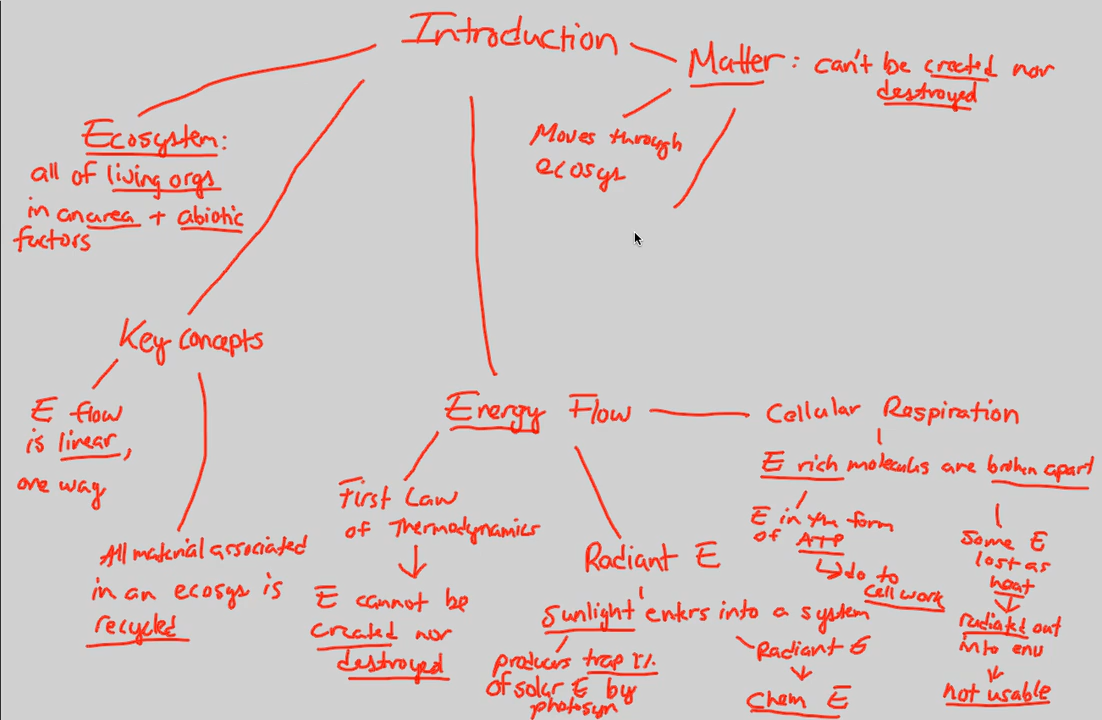 Introduction
Matter: can't be created nor
destroyed
Moves through
ecosys
Ecosystem:
all of living orgs
in an area + abiotic
factors
Key Concepts
E flow
is linear,
one way
All material associated
in an ecosys is
recycled
Energy Flow
First Law
of Thermodynamics
E cannot be
created nor
destroyed
Radiant E
Sunlight enters into a system
producers trap 1%
of solar E by
photosyn
Radiant E
Chem E
Cellular Respiration
E rich molecules are broken apart
E in the form
of ATP
do to
cell work
Some E
lost as
heat
radiated out
into env
not usable